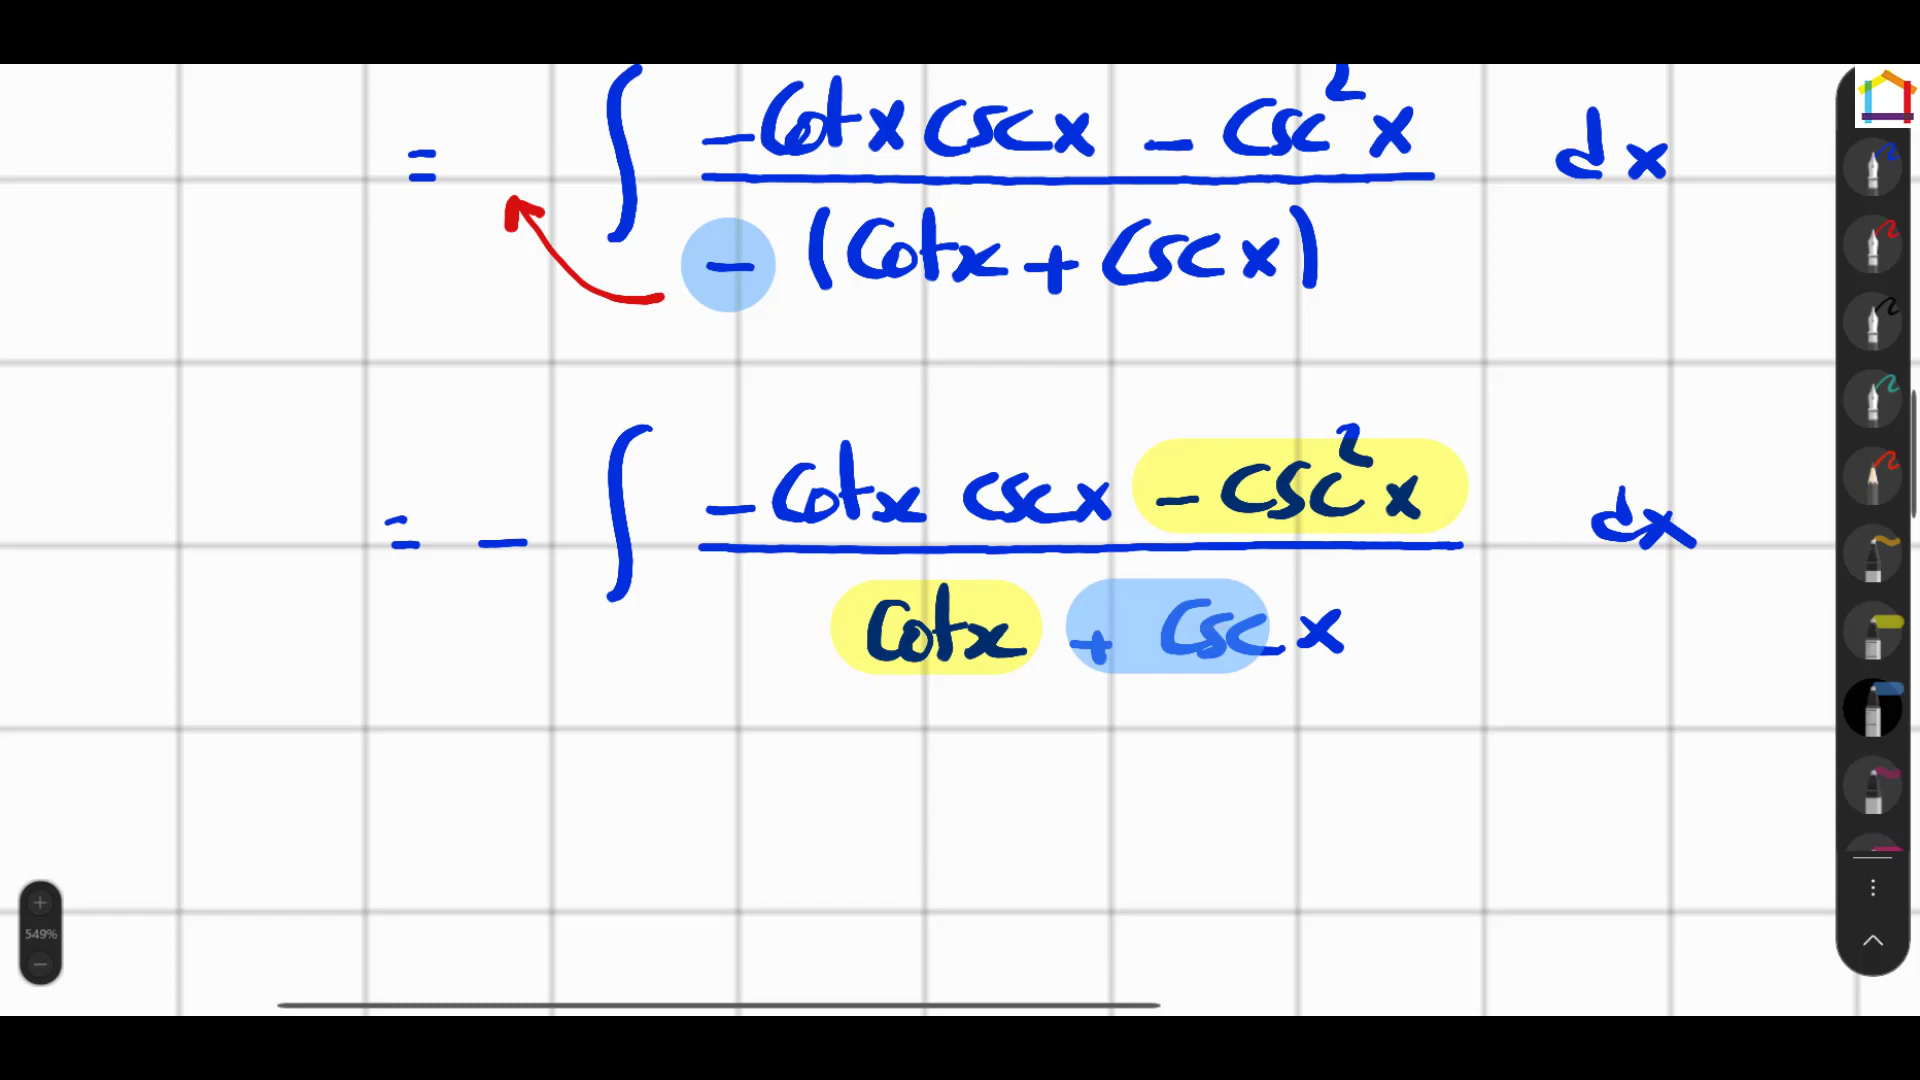 = ∫ (-Cotx Cscx - Csc²x) / (-(Cotx + Cscx)) dx
= - ∫ (-Cotx Cscx - Csc²x) / (Cotx + Cscx) dx
549%